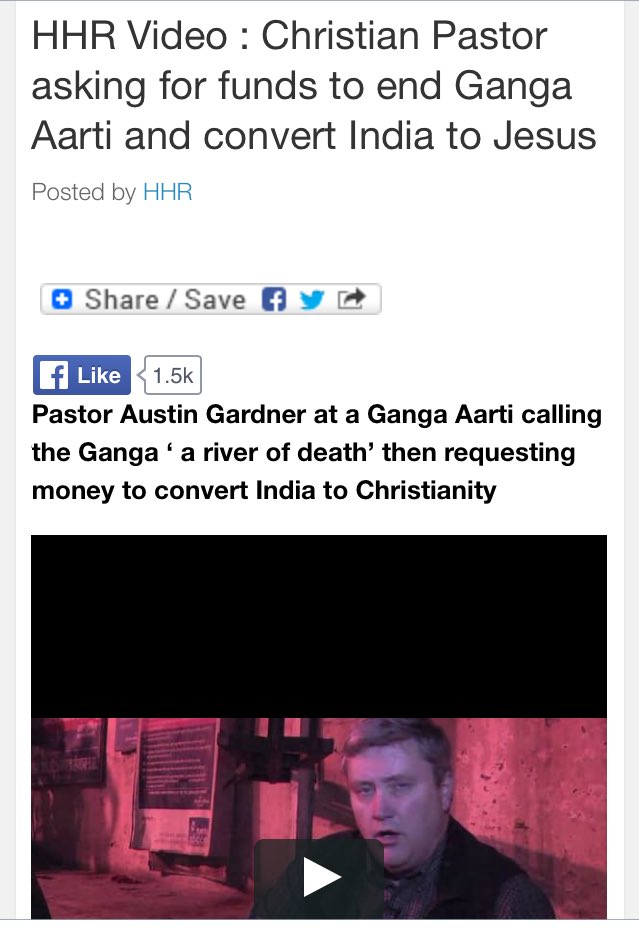 HHR Video : Christian Pastor
asking for funds to end Ganga
Aarti and convert India to Jesus
Posted by HHR
Share / Save
Like 1.5k
Pastor Austin Gardner at a Ganga Aarti calling
the Ganga ‘ a river of death’ then requesting
money to convert India to Christianity